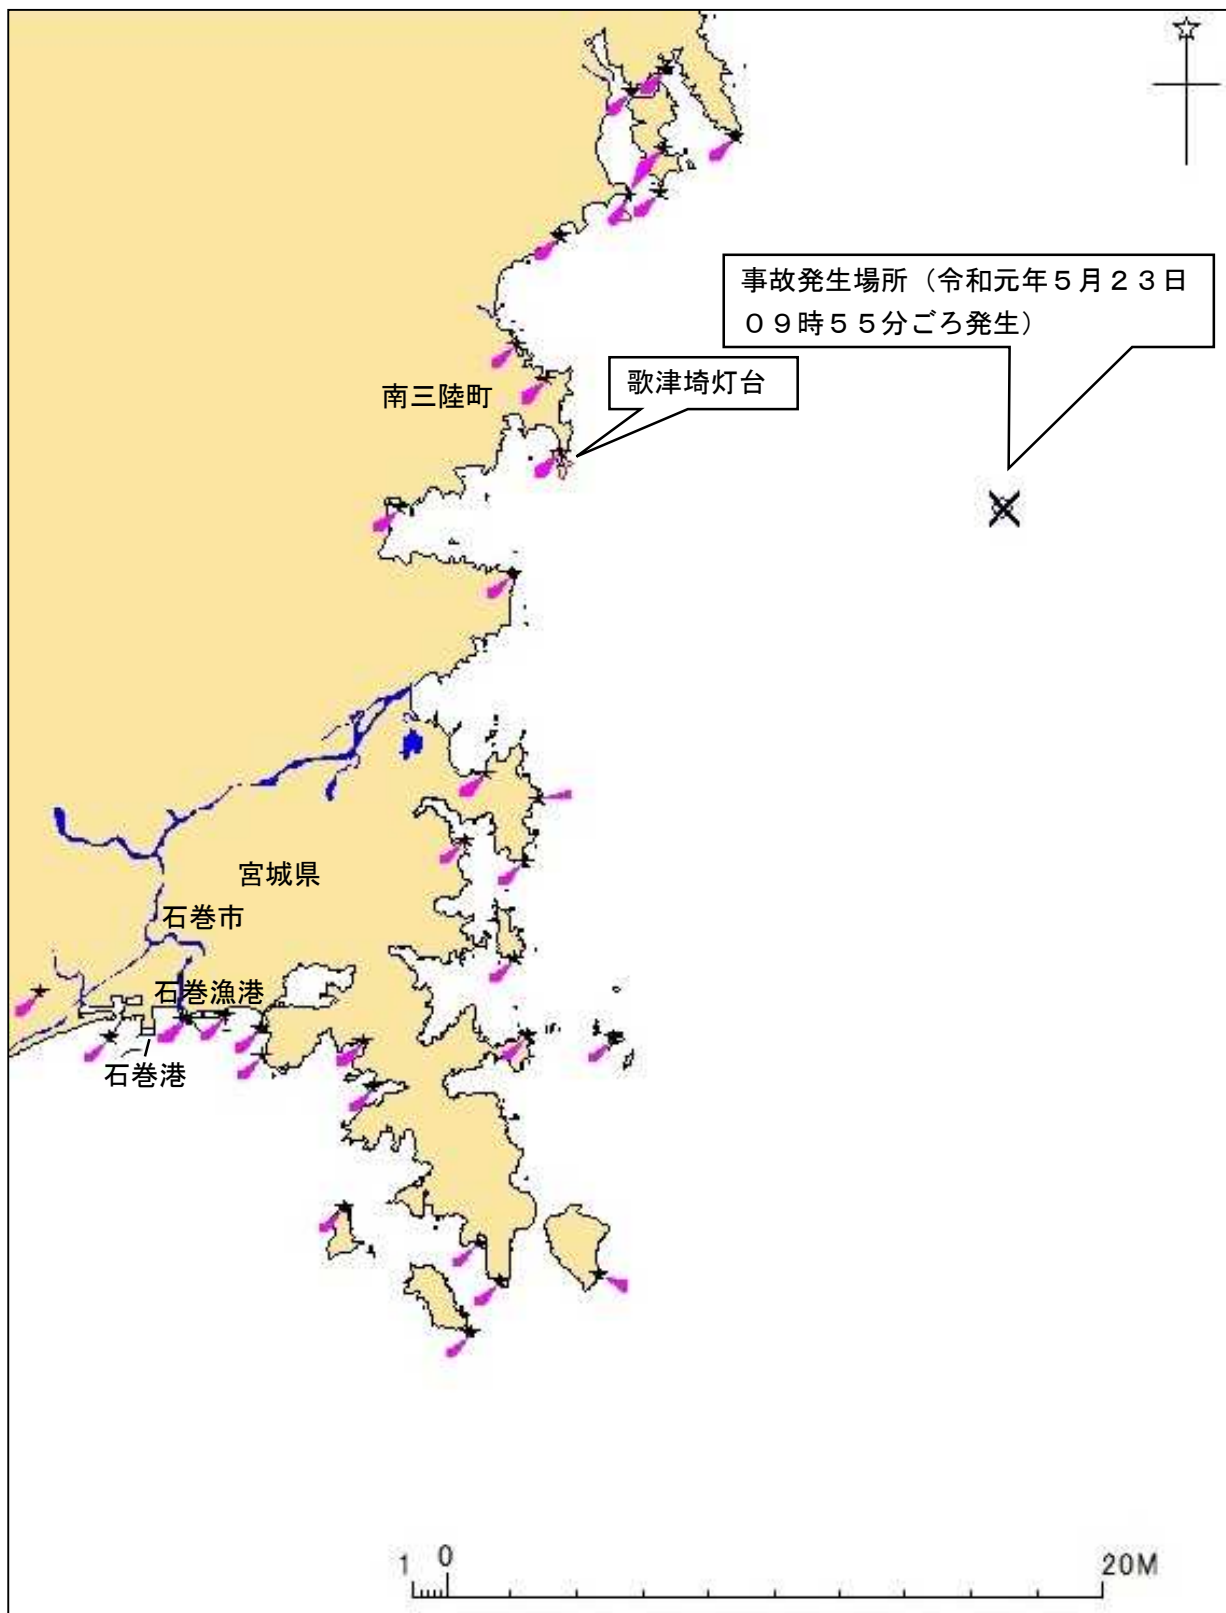 事故発生場所（令和元年５月２３日
０９時５５分ごろ発生）
歌津埼灯台
南三陸町
宮城県
石巻市
石巻漁港
石巻港
1 0 20M